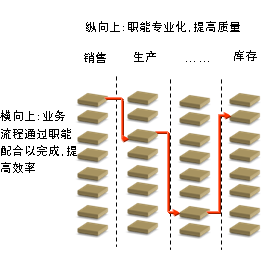 纵向上:职能专业化,提高质量
销售
生产
……
库存
横向上:业务
流程通过职能
配合以完成,提
高效率